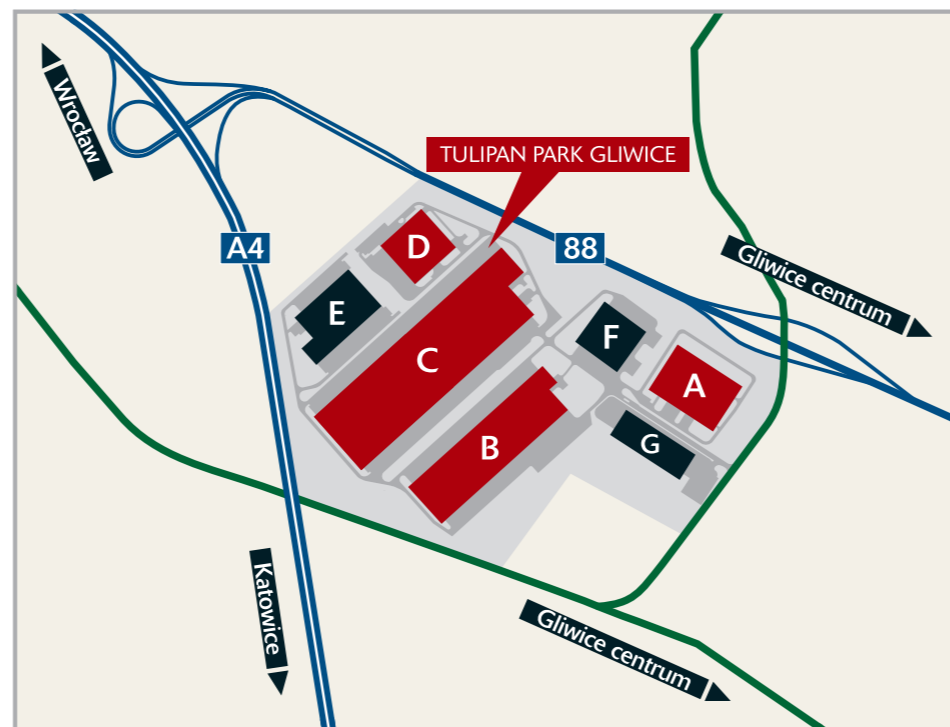 Wrocław
TULIPAN PARK GLIWICE
A4
88
D
E
C
F
A
B
G
Gliwice centrum
Katowice
Gliwice centrum